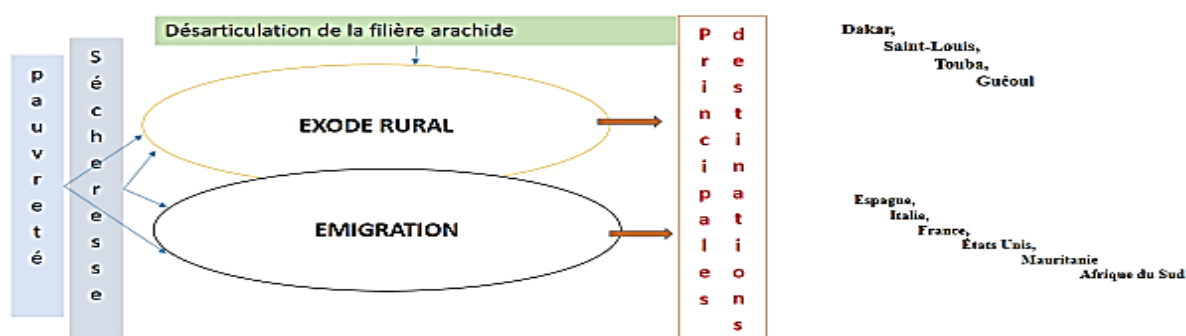 Désarticulation de la filière arachide
pauvreté
Sécheresse
EXODE RURAL
EMIGRATION
Principales
destinations
Dakar,
Saint-Louis,
Touba,
Guéoul
Espagne,
Italie,
France,
États Unis,
Mauritanie
Afrique du Sud